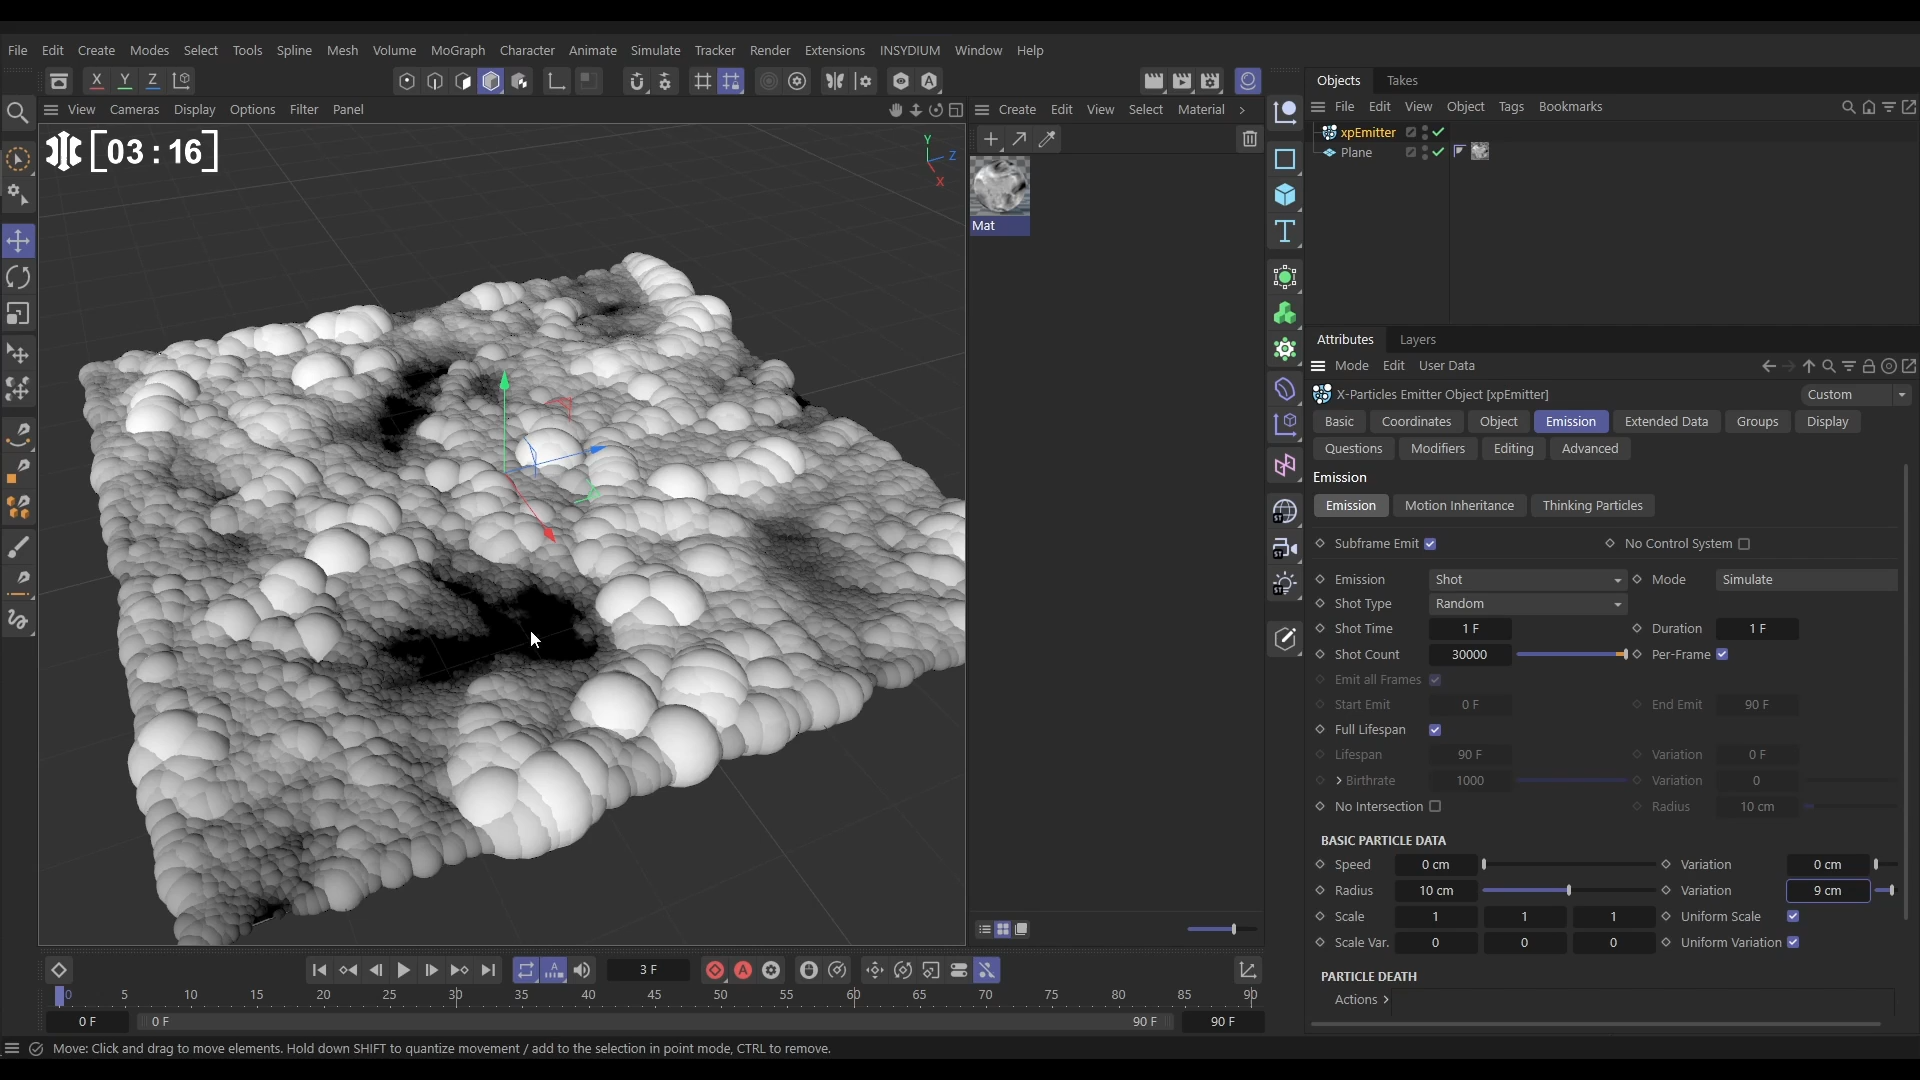 File Edit Create Modes Select Tools Spline Mesh Volume MoGraph Character Animate Simulate Tracker Render Extensions INSYDIUM Window Help
X Y Z
Objects Takes
View Cameras Display Options Filter Panel
Create Edit View Select Material
File Edit View Object Tags Bookmarks
xpEmitter
Plane
[03:16]
Y
Z
X
Mat
Attributes Layers
Mode Edit User Data
X-Particles Emitter Object [xpEmitter]
Custom
Basic Coordinates Object Emission Extended Data Groups Display
Questions Modifiers Editing Advanced
Emission
Emission Motion Inheritance Thinking Particles
Subframe Emit No Control System
Emission Shot Mode Simulate
Shot Type Random
Shot Time 1 F Duration 1 F
Shot Count 30000 Per-Frame
Emit all Frames
Start Emit 0 F End Emit 90 F
Full Lifespan
Lifespan 90 F Variation 0 F
Birthrate 1000 Variation 0
No Intersection Radius 10 cm
BASIC PARTICLE DATA
Speed 0 cm Variation 0 cm
Radius 10 cm Variation 9 cm
Scale 1 1 1 Uniform Scale
Scale Var. 0 0 0 Uniform Variation
PARTICLE DEATH
Actions
ST
ST
ST
A
3 F
A
0 5 10 15 20 25 30 35 40 45 50 55 60 65 70 75 80 85 90
0 F 0 F 90 F 90 F
Move: Click and drag to move elements. Hold down SHIFT to quantize movement / add to the selection in point mode, CTRL to remove.